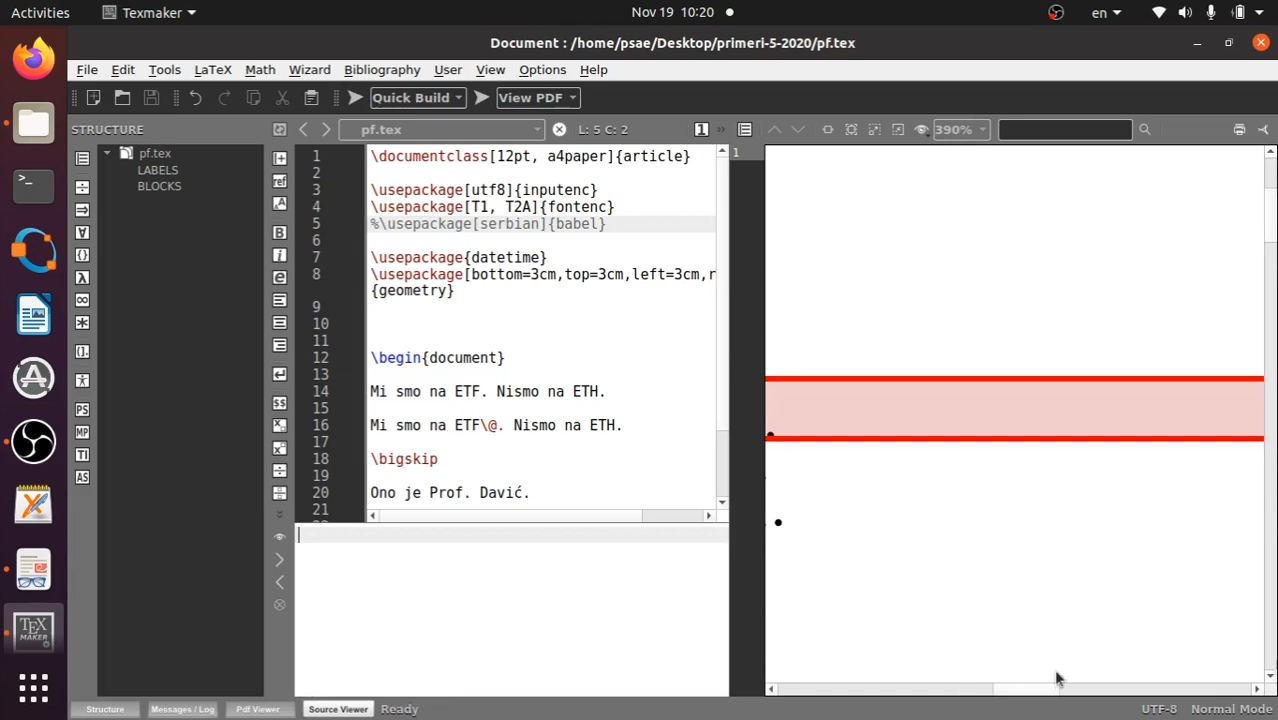 Activities Texmaker Nov 19 10:20 en
Document : /home/psae/Desktop/primeri-5-2020/pf.tex
File Edit Tools LaTeX Math Wizard Bibliography User View Options Help
Quick Build View PDF
STRUCTURE pf.tex L: 5 C: 2 1 390%
pf.tex
LABELS
BLOCKS
1 \documentclass[12pt, a4paper]{article}
2
3 \usepackage[utf8]{inputenc}
4 \usepackage[T1, T2A]{fontenc}
5 %\usepackage[serbian]{babel}
6
7 \usepackage{datetime}
8 \usepackage[bottom=3cm,top=3cm,left=3cm,r
{geometry}
9
10
11
12 \begin{document}
13
14 Mi smo na ETF. Nismo na ETH.
15
16 Mi smo na ETF\@. Nismo na ETH.
17
18 \bigskip
19
20 Ono je Prof. Davić.
21
1
Structure Messages / Log Pdf Viewer Source Viewer Ready UTF-8 Normal Mode